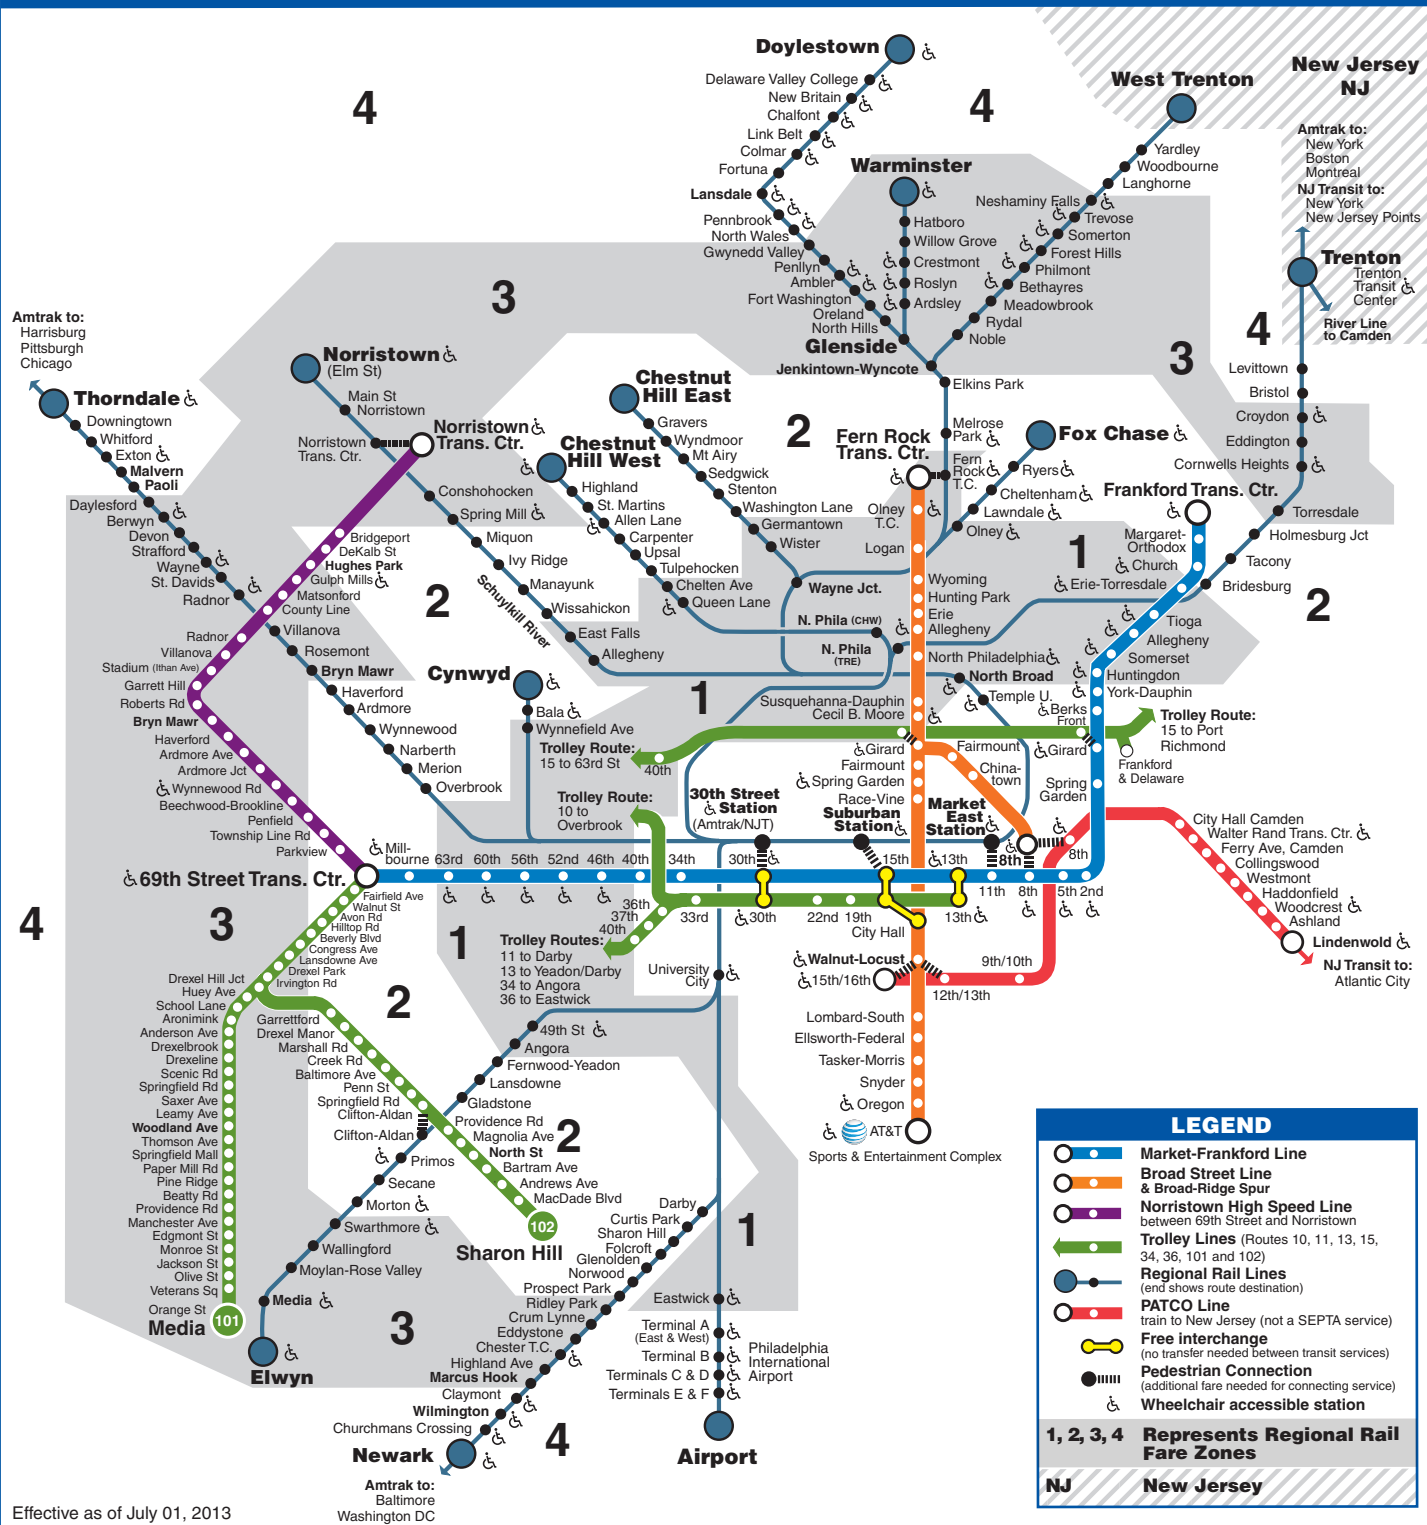 Doylestown
Delaware Valley College
New Britain
Chalfont
Link Belt
Colmar
Fortuna
Lansdale
Pennbrook
North Wales
Gwynedd Valley
Penllyn
Ambler
Fort Washington
Oreland
North Hills
Glenside
Jenkintown-Wyncote
Elkins Park
Melrose
Park
Fern
Rock
T.C.
4
4
Warminster
Hatboro
Willow Grove
Crestmont
Roslyn
Ardsley
West Trenton
Yardley
Woodbourne
Langhorne
Neshaminy Falls
Trevose
Somerton
Forest Hills
Philmont
Bethayres
Meadowbrook
Rydal
Noble
New Jersey
NJ
Amtrak to:
New York
Boston
Montreal
NJ Transit to:
New York
New Jersey Points
Trenton
Trenton
Transit
Center
River Line
to Camden
4
3
Levittown
Bristol
Croydon
Eddington
Cornwells Heights
Torresdale
Holmesburg Jct
Tacony
Bridesburg
2
3
Amtrak to:
Harrisburg
Pittsburgh
Chicago
Thorndale
Downingtown
Whitford
Exton
Malvern
Paoli
Daylesford
Berwyn
Devon
Strafford
Wayne
St. Davids
Radnor
Villanova
Rosemont
Bryn Mawr
Haverford
Ardmore
Wynnewood
Narberth
Merion
Overbrook
Norristown
(Elm St)
Main St
Norristown
Norristown
Trans. Ctr.
Norristown
Trans. Ctr.
Conshohocken
Spring Mill
Miquon
Ivy Ridge
Manayunk
Wissahickon
East Falls
Allegheny
Schuylkill River
2
Bridgeport
DeKalb St
Hughes Park
Gulph Mills
Matsonford
County Line
Radnor
Villanova
Stadium (Ithan Ave)
Garrett Hill
Roberts Rd
Bryn Mawr
Haverford
Ardmore Ave
Ardmore Jct
Wynnewood Rd
Beechwood-Brookline
Penfield
Township Line Rd
Parkview
Chestnut
Hill East
Gravers
Wyndmoor
Mt Airy
Sedgwick
Stenton
Washington Lane
Germantown
Wister
Wayne Jct.
Chestnut
Hill West
Highland
St. Martins
Allen Lane
Carpenter
Upsal
Tulpehocken
Chelten Ave
Queen Lane
N. Phila (CHW)
N. Phila
(TRE)
2
Fern Rock
Trans. Ctr.
Olney
T.C.
Logan
Wyoming
Hunting Park
Erie
Allegheny
North Philadelphia
North Broad
Temple U.
Susquehanna-Dauphin
Cecil B. Moore
Girard
Fairmount
Spring Garden
Race-Vine
Fairmount
China-
town
Fox Chase
Ryers
Cheltenham
Lawndale
Olney
Frankford Trans. Ctr.
Margaret-
Orthodox
Church
Erie-Torresdale
Tioga
Allegheny
Somerset
Huntingdon
York-Dauphin
Berks
Front
Girard
Spring
Garden
1
Trolley Route:
15 to Port
Richmond
Frankford
& Delaware
Cynwyd
Bala
Wynnefield Ave
1
Trolley Route:
15 to 63rd St
40th
Trolley Route:
10 to
Overbrook
30th Street
Station
(Amtrak/NJT)
Suburban
Station
Market
East
Station
69th Street Trans. Ctr.
Mill-
bourne
63rd
60th
56th
52nd
46th
40th
34th
30th
15th
13th
8th
11th
8th
5th
2nd
8th
36th
37th
40th
33rd
30th
22nd
19th
City Hall
13th
Trolley Routes:
11 to Darby
13 to Yeadon/Darby
34 to Angora
36 to Eastwick
University
City
Walnut-Locust
15th/16th
12th/13th
9th/10th
Lombard-South
Ellsworth-Federal
Tasker-Morris
Snyder
Oregon
AT&T
Sports & Entertainment Complex
City Hall Camden
Walter Rand Trans. Ctr.
Ferry Ave, Camden
Collingswood
Westmont
Haddonfield
Woodcrest
Ashland
Lindenwold
NJ Transit to:
Atlantic City
4
3
1
2
Fairfield Ave
Walnut St
Avon Rd
Hilltop Rd
Beverly Blvd
Congress Ave
Lansdowne Ave
Drexel Park
Irvington Rd
Drexel Hill Jct
Huey Ave
School Lane
Aronimink
Anderson Ave
Drexelbrook
Drexeline
Scenic Rd
Springfield Rd
Saxer Ave
Leamy Ave
Woodland Ave
Thomson Ave
Springfield Mall
Paper Mill Rd
Pine Ridge
Beatty Rd
Providence Rd
Manchester Ave
Edgmont St
Monroe St
Jackson St
Olive St
Veterans Sq
Orange St
Media
101
Garrettford
Drexel Manor
Marshall Rd
Creek Rd
Baltimore Ave
Penn St
Springfield Rd
Clifton-Aldan
Providence Rd
Magnolia Ave
North St
Bartram Ave
Andrews Ave
MacDade Blvd
102
Sharon Hill
2
49th St
Angora
Fernwood-Yeadon
Lansdowne
Gladstone
Clifton-Aldan
Primos
Secane
Morton
Swarthmore
Wallingford
Moylan-Rose Valley
Media
Elwyn
3
Darby
Curtis Park
Sharon Hill
Folcroft
Glenolden
Norwood
Prospect Park
Ridley Park
Crum Lynne
Eddystone
Chester T.C.
Highland Ave
Marcus Hook
Claymont
Wilmington
Churchmans Crossing
Newark
Amtrak to:
Baltimore
Washington DC
4
1
Eastwick
Terminal A
(East & West)
Terminal B
Terminals C & D
Terminals E & F
Philadelphia
International
Airport
Airport
LEGEND
Market-Frankford Line
Broad Street Line
& Broad-Ridge Spur
Norristown High Speed Line
between 69th Street and Norristown
Trolley Lines (Routes 10, 11, 13, 15,
34, 36, 101 and 102)
Regional Rail Lines
(end shows route destination)
PATCO Line
train to New Jersey (not a SEPTA service)
Free interchange
(no transfer needed between transit services)
Pedestrian Connection
(additional fare needed for connecting service)
Wheelchair accessible station
1, 2, 3, 4 Represents Regional Rail
Fare Zones
NJ New Jersey
Effective as of July 01, 2013